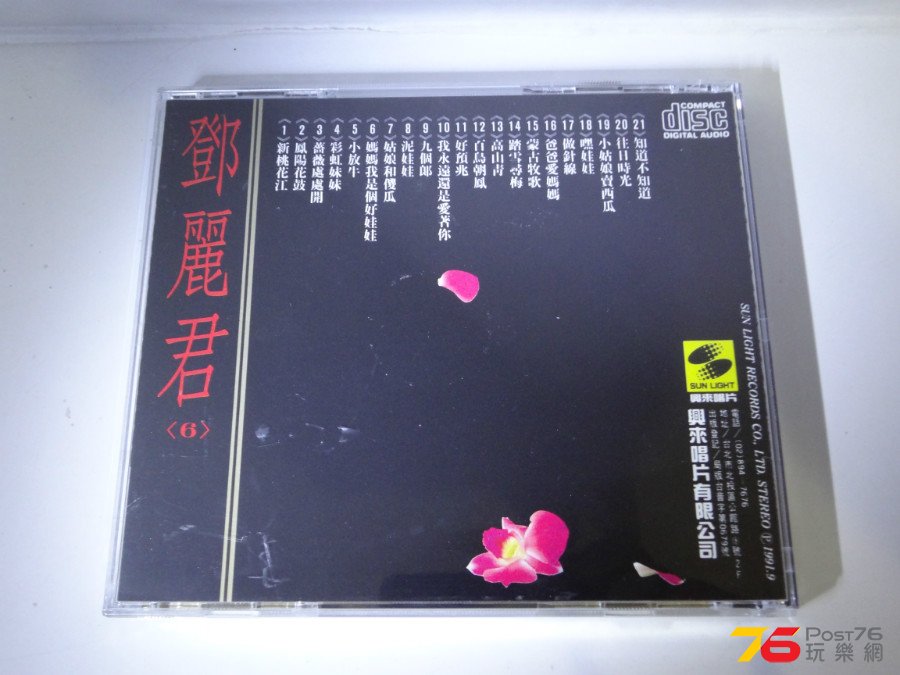 鄧麗君
〈6〉
〈1〉新桃花江
〈2〉鳳陽花鼓
〈3〉薔薇處處開
〈4〉彩虹妹妹
〈5〉小放牛
〈6〉媽媽我是個好娃娃
〈7〉姑娘和傻瓜
〈8〉泥娃娃
〈9〉九個郎
〈10〉我永遠還是愛著你
〈11〉好預兆
〈12〉百鳥朝鳳
〈13〉高山青
〈14〉踏雪尋梅
〈15〉蒙古牧歌
〈16〉爸爸愛媽媽
〈17〉做針線
〈18〉嘿娃娃
〈19〉小姑娘賣西瓜
〈20〉往日時光
〈21〉知道不知道
COMPACT
disc
DIGITAL AUDIO
SUN LIGHT
興來唱片
興來唱片有限公司
電話/(02)894-7676
SUN LIGHT RECORDS CO., LTD. STEREO Ⓟ 1991.9
76 Post76
玩樂網